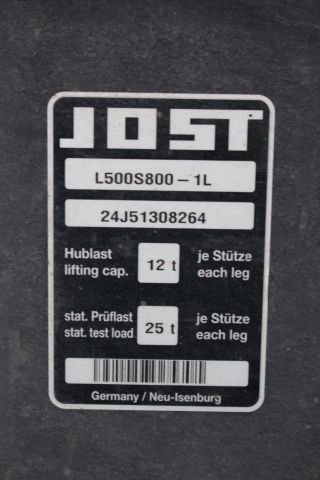 JOST
L500S800-1L
24J51308264
Hublast 12 t je Stütze
lifting cap. each leg
stat. Prüflast 25 t je Stütze
stat. test load each leg
Germany / Neu-Isenburg